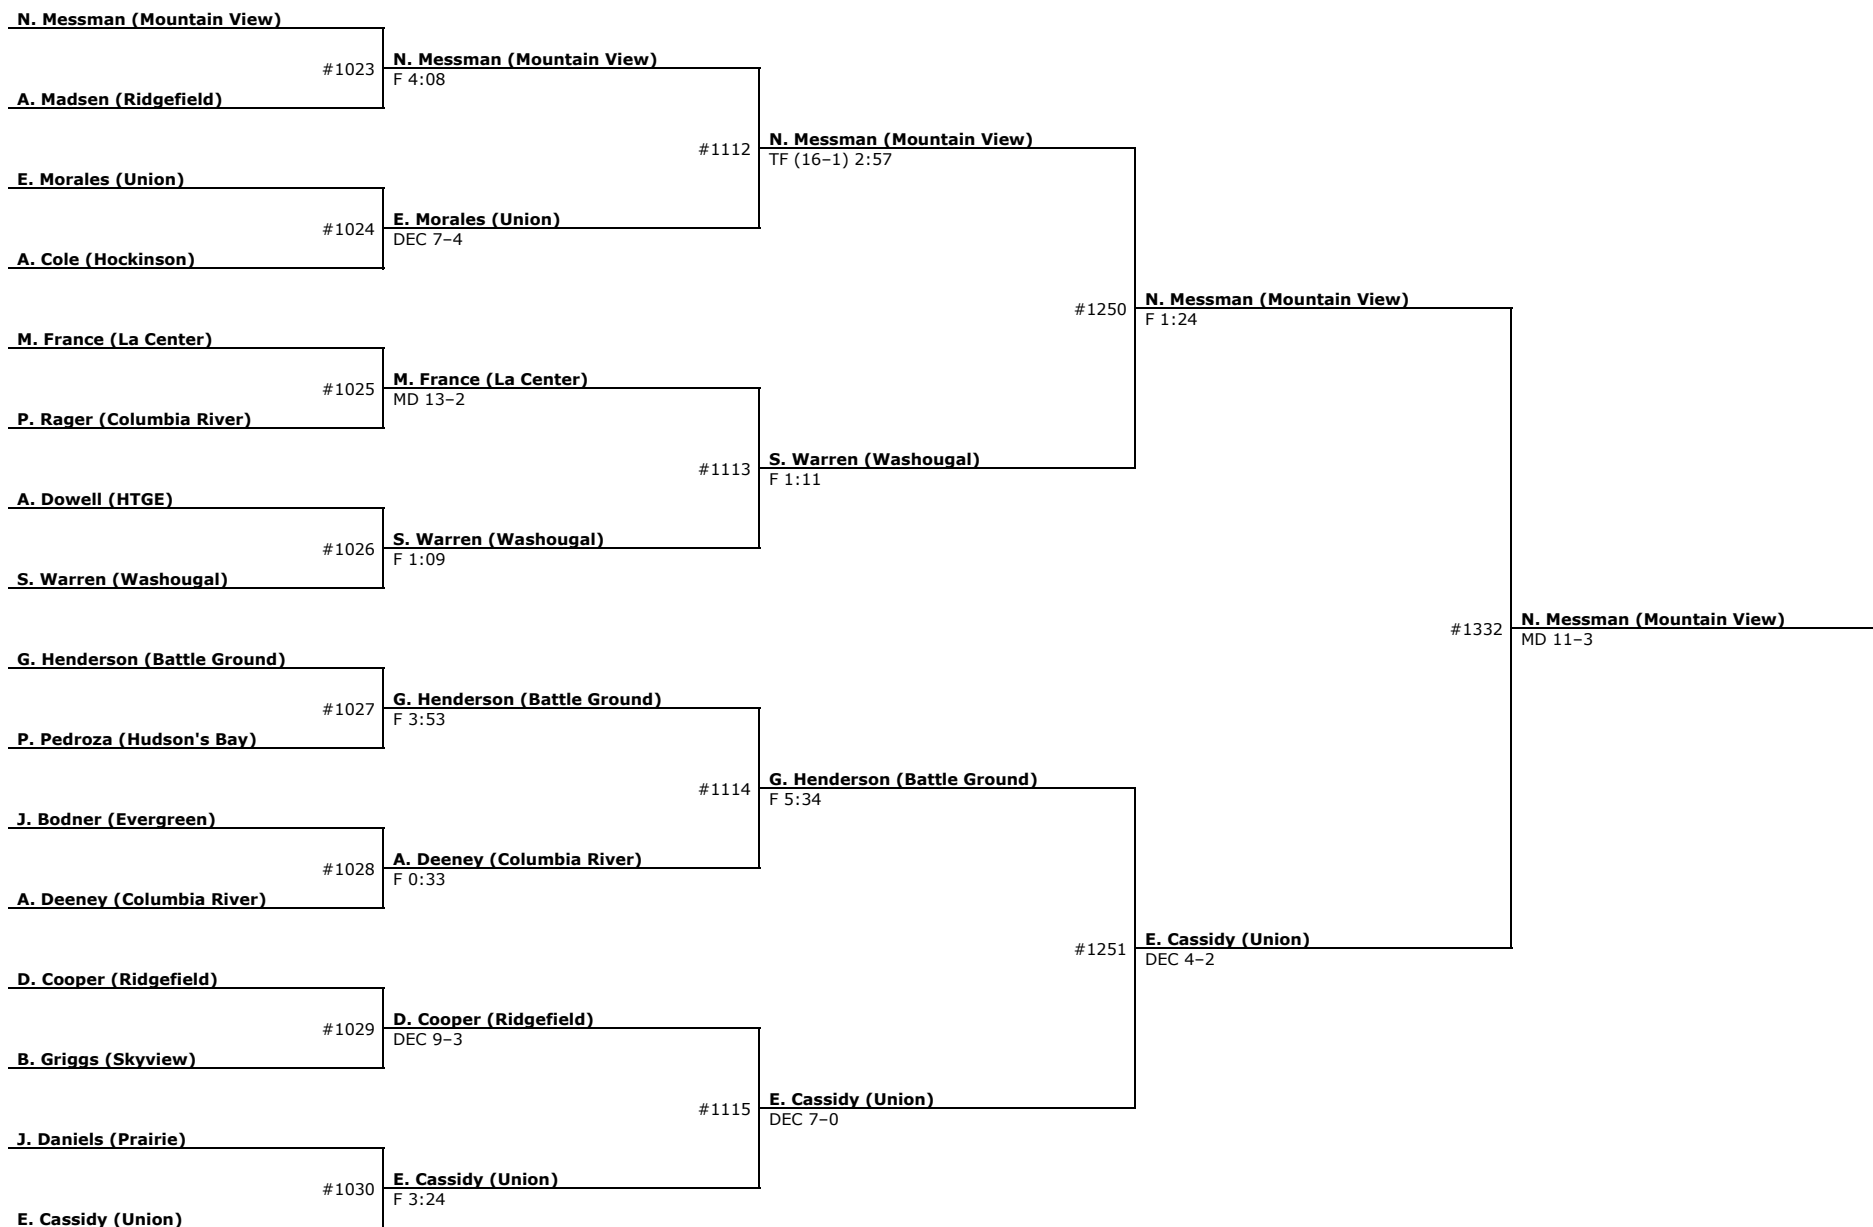 N. Messman (Mountain View)
#1023
N. Messman (Mountain View)
F 4:08
A. Madsen (Ridgefield)
#1112
N. Messman (Mountain View)
TF (16–1) 2:57
E. Morales (Union)
#1024
E. Morales (Union)
DEC 7–4
A. Cole (Hockinson)
#1250
N. Messman (Mountain View)
F 1:24
M. France (La Center)
#1025
M. France (La Center)
MD 13–2
P. Rager (Columbia River)
#1113
S. Warren (Washougal)
F 1:11
A. Dowell (HTGE)
#1026
S. Warren (Washougal)
F 1:09
S. Warren (Washougal)
#1332
N. Messman (Mountain View)
MD 11–3
G. Henderson (Battle Ground)
#1027
G. Henderson (Battle Ground)
F 3:53
P. Pedroza (Hudson's Bay)
#1114
G. Henderson (Battle Ground)
F 5:34
J. Bodner (Evergreen)
#1028
A. Deeney (Columbia River)
F 0:33
A. Deeney (Columbia River)
#1251
E. Cassidy (Union)
DEC 4–2
D. Cooper (Ridgefield)
#1029
D. Cooper (Ridgefield)
DEC 9–3
B. Griggs (Skyview)
#1115
E. Cassidy (Union)
DEC 7–0
J. Daniels (Prairie)
#1030
E. Cassidy (Union)
F 3:24
E. Cassidy (Union)